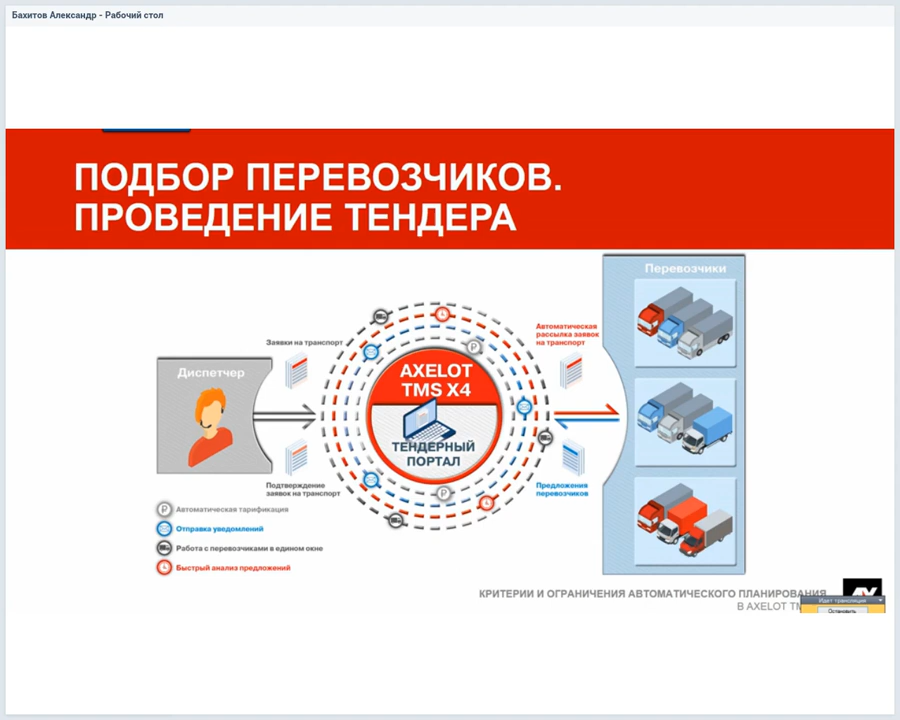 Бахитов Александр - Рабочий стол
ПОДБОР ПЕРЕВОЗЧИКОВ.
ПРОВЕДЕНИЕ ТЕНДЕРА
Перевозчики
Диспетчер
Заявки на транспорт
Подтверждение
заявок на транспорт
AXELOT
TMS X4
ТЕНДЕРНЫЙ
ПОРТАЛ
Автоматическая
рассылка заявок
на транспорт
Предложения
перевозчиков
Автоматическая тарификация
Отправка уведомлений
Работа с перевозчиками в едином окне
Быстрый анализ предложений
КРИТЕРИИ И ОГРАНИЧЕНИЯ АВТОМАТИЧЕСКОГО ПЛАНИРОВАНИЯ
В AXELOT
Идет трансляция
Остановить